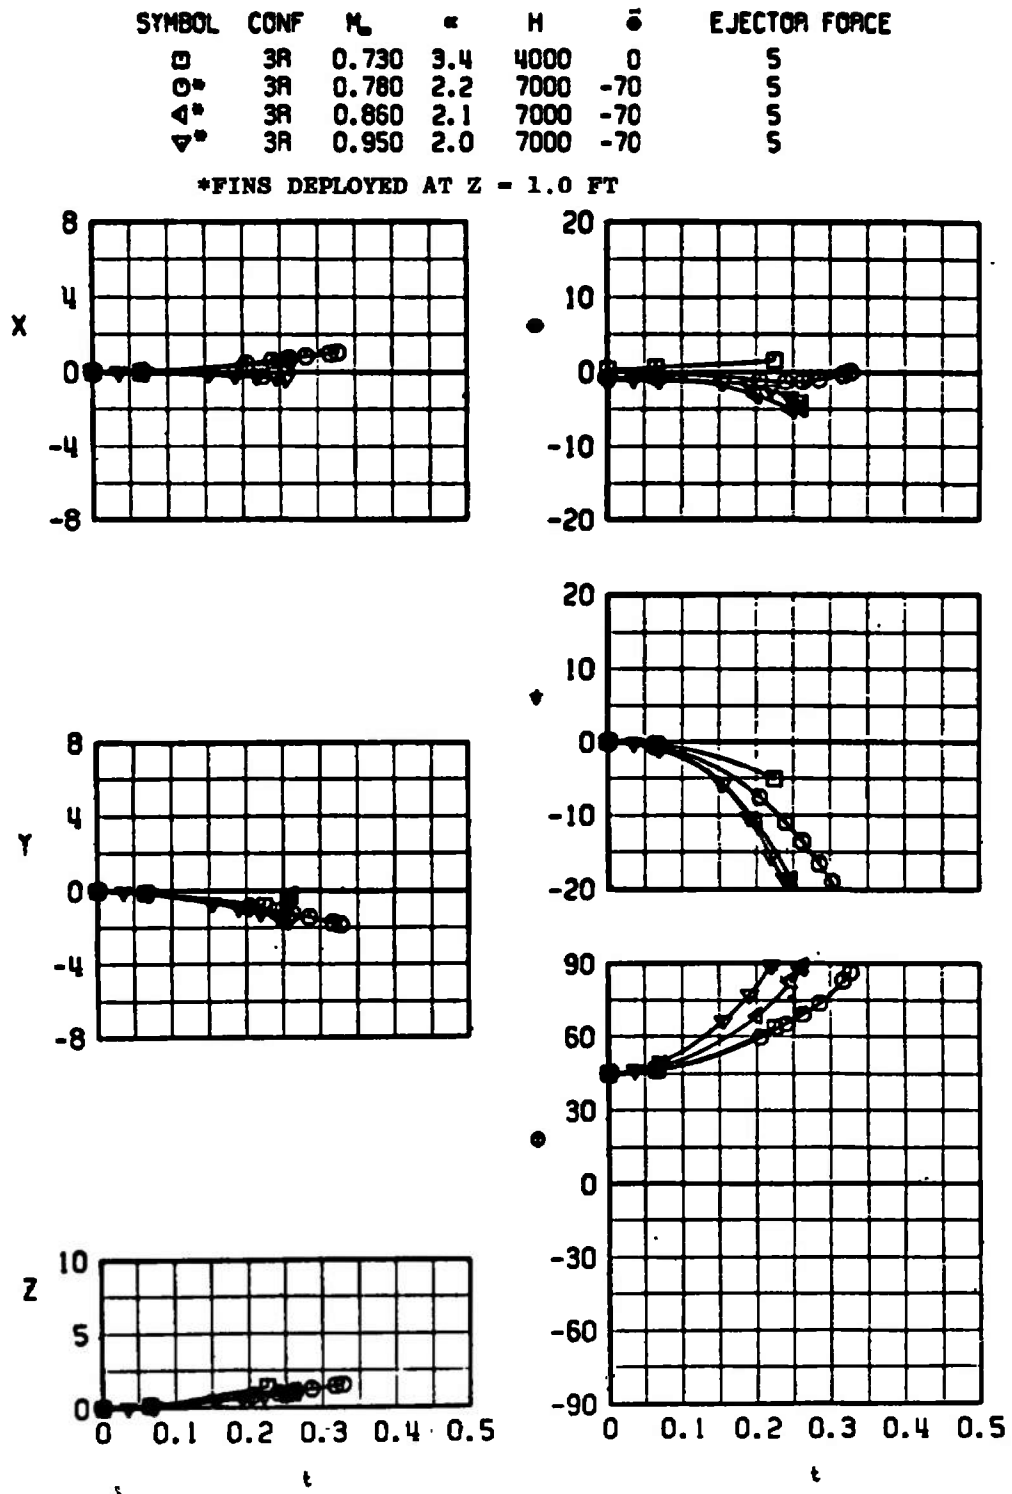 SYMBOL CONF M∞ α H Φ̄ EJECTOR FORCE
3R 0.730 3.4 4000 0 5
* 3R 0.780 2.2 7000 -70 5
* 3R 0.860 2.1 7000 -70 5
* 3R 0.950 2.0 7000 -70 5
*FINS DEPLOYED AT Z = 1.0 FT
8
4
X
0
-4
-8
20
10
0
-10
-20
20
10
0
-10
-20
8
4
Y
0
-4
-8
90
60
30
0
-30
-60
-90
0 0.1 0.2 0.3 0.4 0.5
t
10
Z
5
0
0 0.1 0.2 0.3 0.4 0.5
t